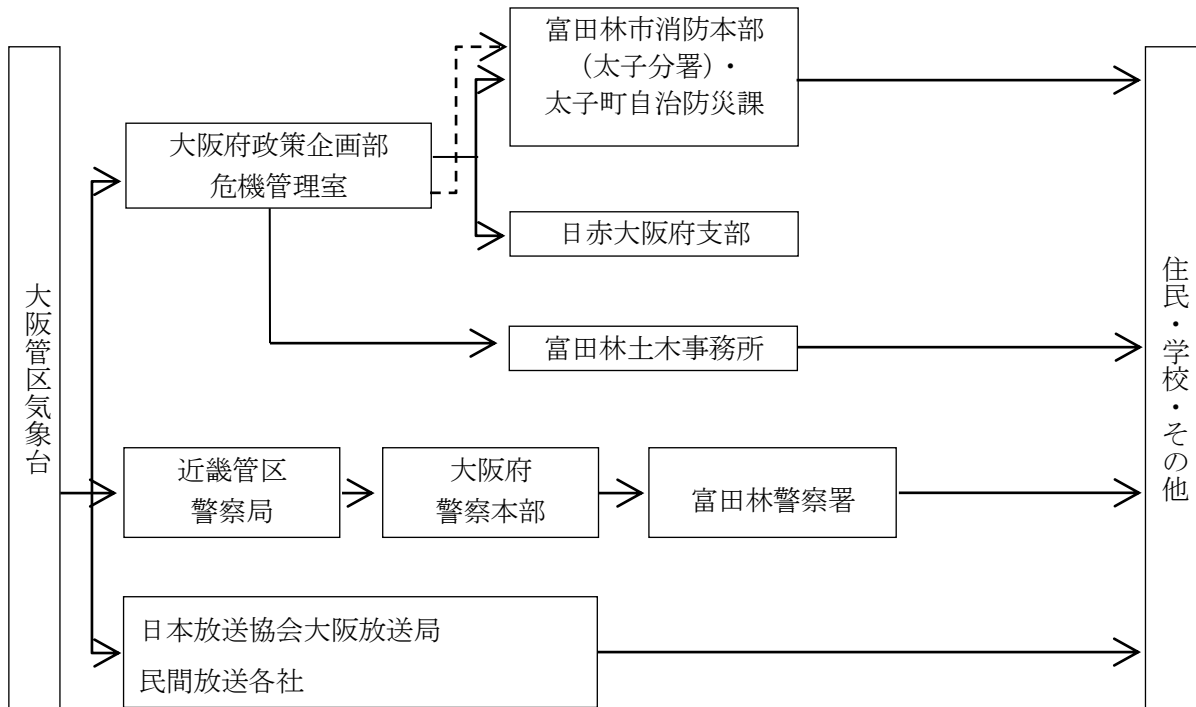 大阪管区気象台
大阪府政策企画部
危機管理室
富田林市消防本部
（太子分署）・
太子町自治防災課
日赤大阪府支部
富田林土木事務所
近畿管区
警察局
大阪府
警察本部
富田林警察署
日本放送協会大阪放送局
民間放送各社
住民・学校・その他